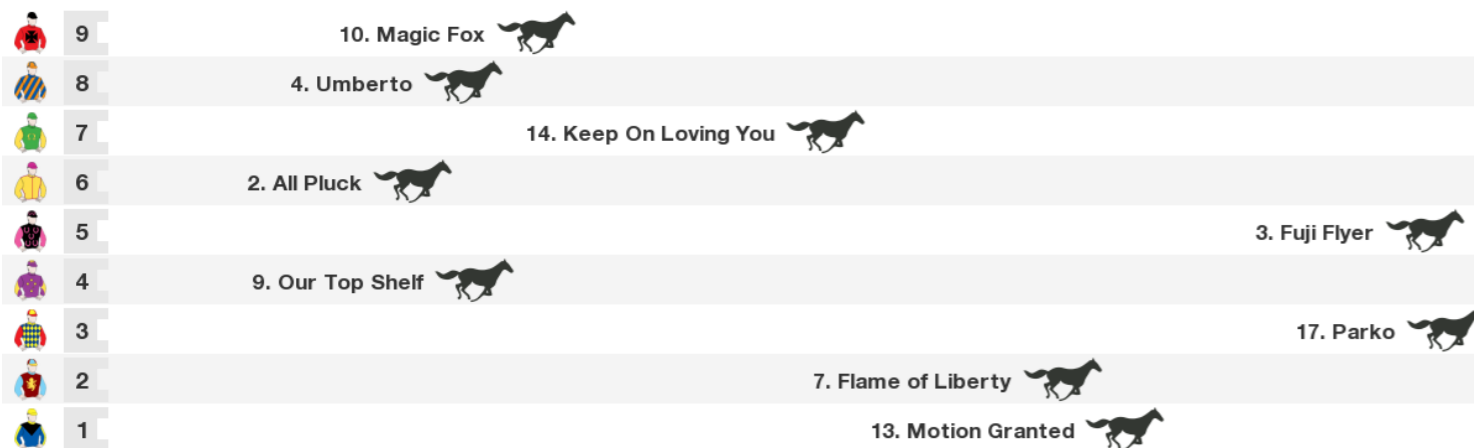 9 10. Magic Fox
8 4. Umberto
7 14. Keep On Loving You
6 2. All Pluck
5 3. Fuji Flyer
4 9. Our Top Shelf
3 17. Parko
2 7. Flame of Liberty
1 13. Motion Granted